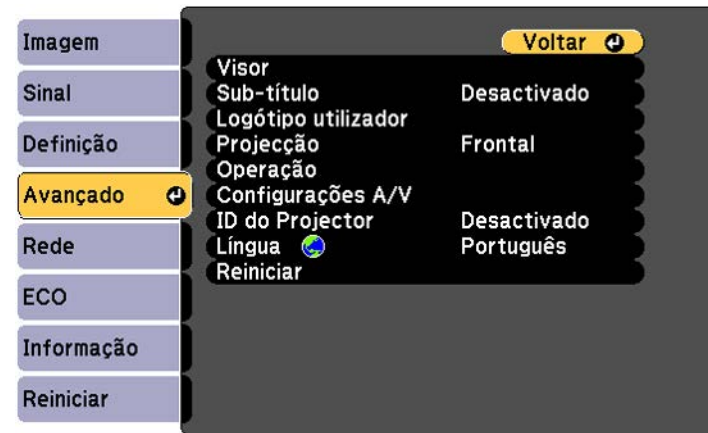 Imagem
Sinal
Definição
Avançado
Rede
ECO
Informação
Reiniciar
Voltar
Visor
Sub-título Desactivado
Logótipo utilizador
Projecção Frontal
Operação
Configurações A/V
ID do Projector Desactivado
Língua Português
Reiniciar